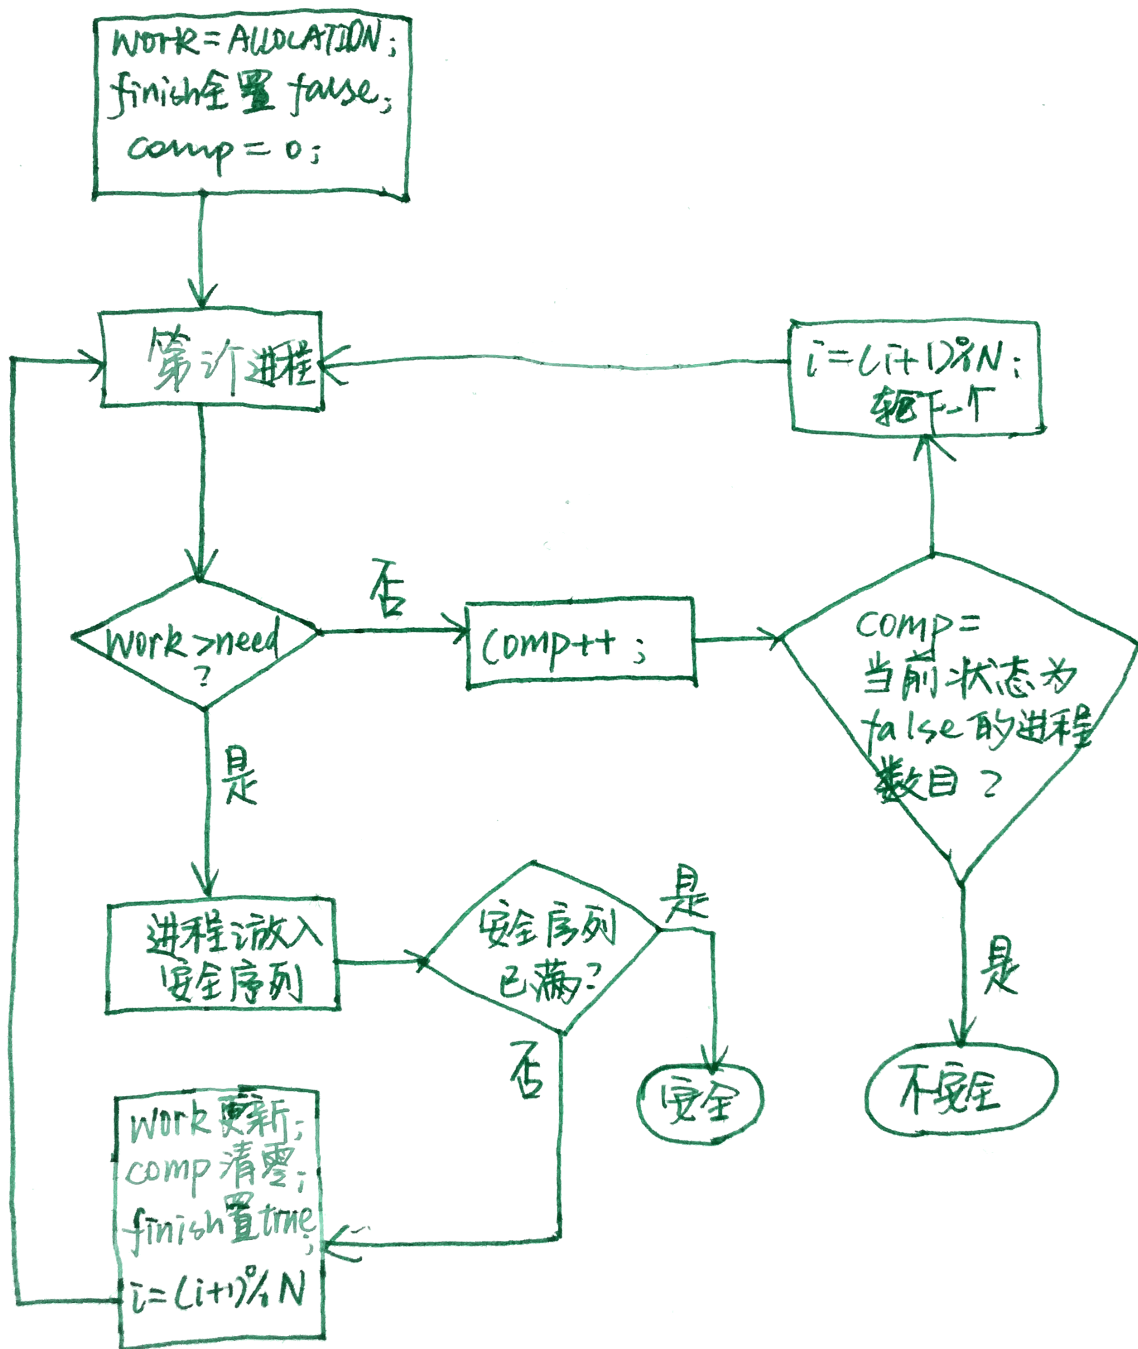 work=ALLOCATION;
finish全置false;
comp=0;
第i个进程
i=(i+1)%N;
轮下一个
work>need
?
否
comp++;
comp=
当前状态为
false的进程
数目?
是
进程i放入
安全序列
安全序列
已满?
是
是
否
安全
不安全
work更新;
comp清零;
finish置true;
i=(i+1)%N